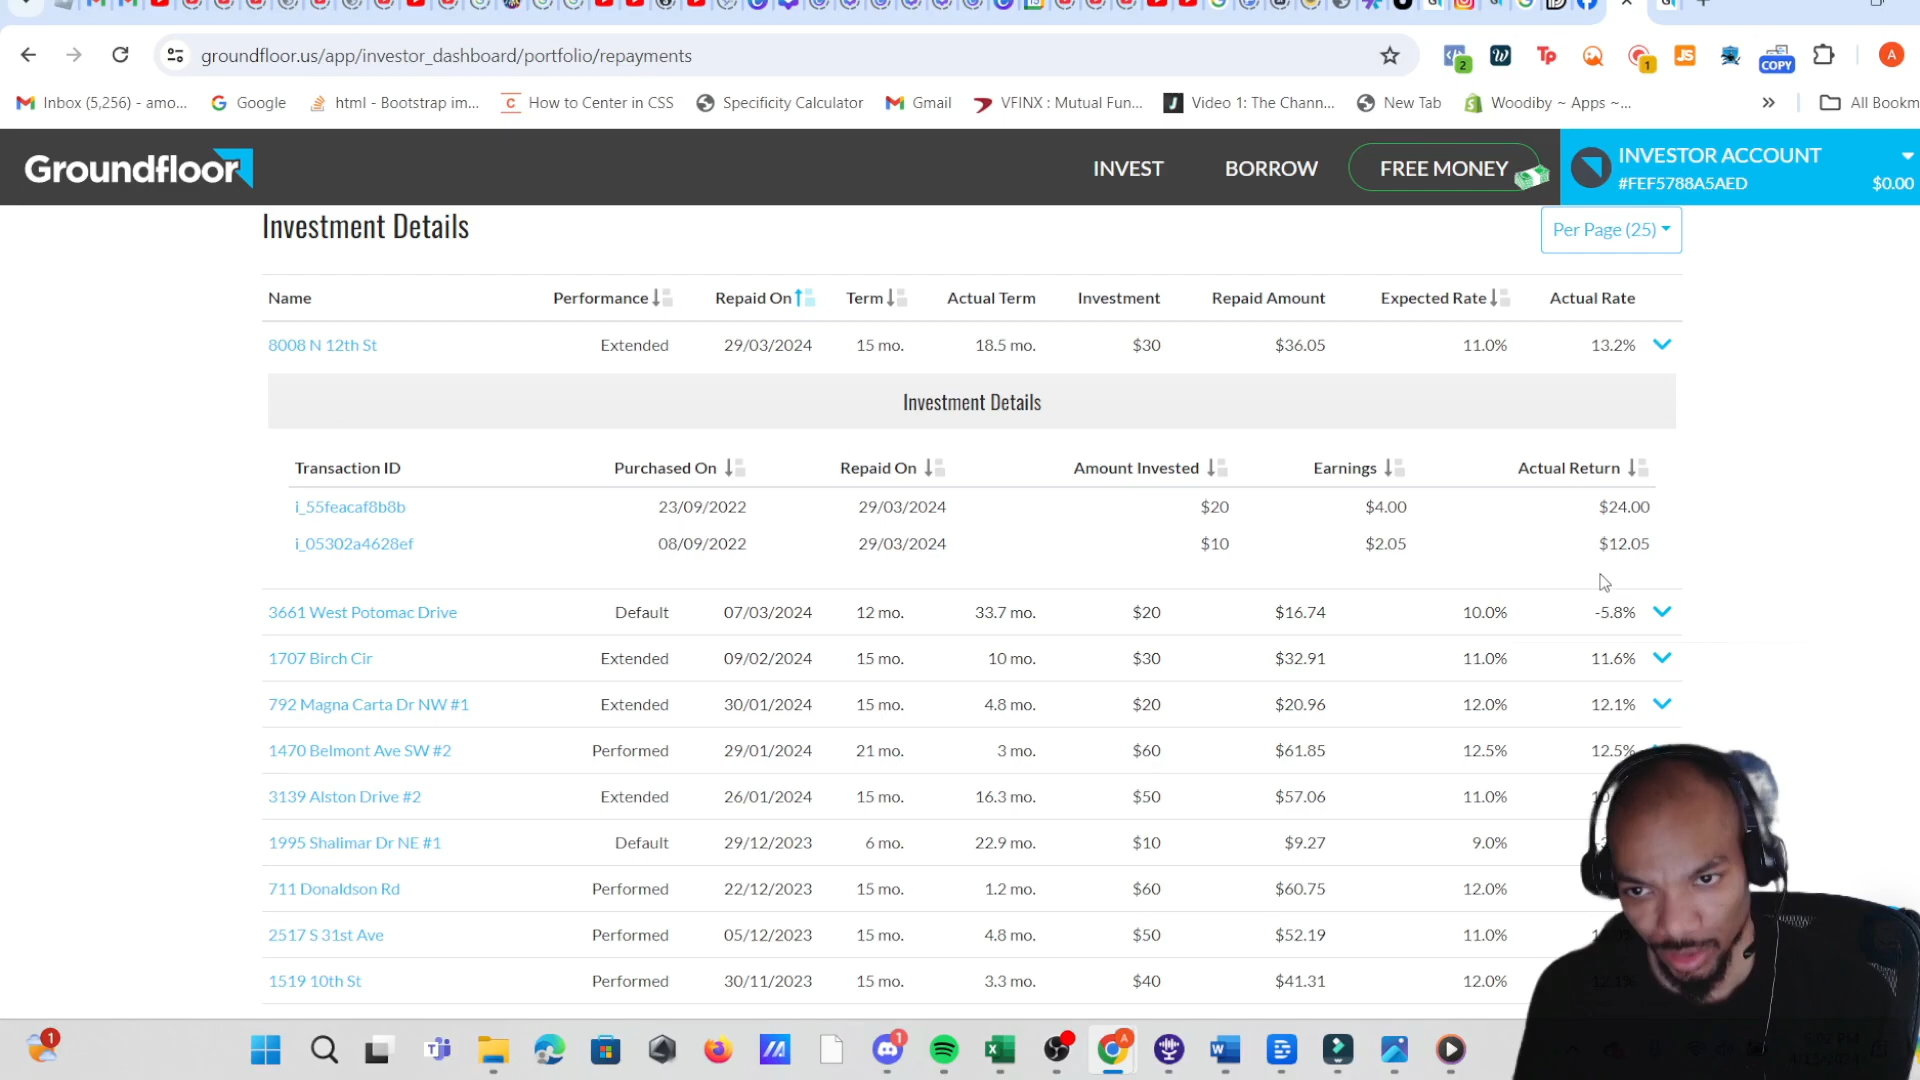 groundfloor.us/app/investor_dashboard/portfolio/repayments
2
W
Tp
1
JS
COPY
A
Inbox (5,256) - amo...
Google
html - Bootstrap im...
How to Center in CSS
Specificity Calculator
Gmail
VFINX : Mutual Fun...
Video 1: The Chann...
New Tab
Woodiby ~ Apps ~...
»
All Bookm
Groundfloor
INVEST
BORROW
FREE MONEY
INVESTOR ACCOUNT
#FEF5788A5AED
$0.00
Investment Details
Per Page (25)
Name Performance Repaid On Term Actual Term Investment Repaid Amount Expected Rate Actual Rate
8008 N 12th St Extended 29/03/2024 15 mo. 18.5 mo. $30 $36.05 11.0% 13.2%
Investment Details
Transaction ID Purchased On Repaid On Amount Invested Earnings Actual Return
i_55feacaf8b8b 23/09/2022 29/03/2024 $20 $4.00 $24.00
i_05302a4628ef 08/09/2022 29/03/2024 $10 $2.05 $12.05
3661 West Potomac Drive Default 07/03/2024 12 mo. 33.7 mo. $20 $16.74 10.0% -5.8%
1707 Birch Cir Extended 09/02/2024 15 mo. 10 mo. $30 $32.91 11.0% 11.6%
792 Magna Carta Dr NW #1 Extended 30/01/2024 15 mo. 4.8 mo. $20 $20.96 12.0% 12.1%
1470 Belmont Ave SW #2 Performed 29/01/2024 21 mo. 3 mo. $60 $61.85 12.5% 12.5%
3139 Alston Drive #2 Extended 26/01/2024 15 mo. 16.3 mo. $50 $57.06 11.0%
1995 Shalimar Dr NE #1 Default 29/12/2023 6 mo. 22.9 mo. $10 $9.27 9.0%
711 Donaldson Rd Performed 22/12/2023 15 mo. 1.2 mo. $60 $60.75 12.0%
2517 S 31st Ave Performed 05/12/2023 15 mo. 4.8 mo. $50 $52.19 11.0%
1519 10th St Performed 30/11/2023 15 mo. 3.3 mo. $40 $41.31 12.0% 12.1%
1
1
A